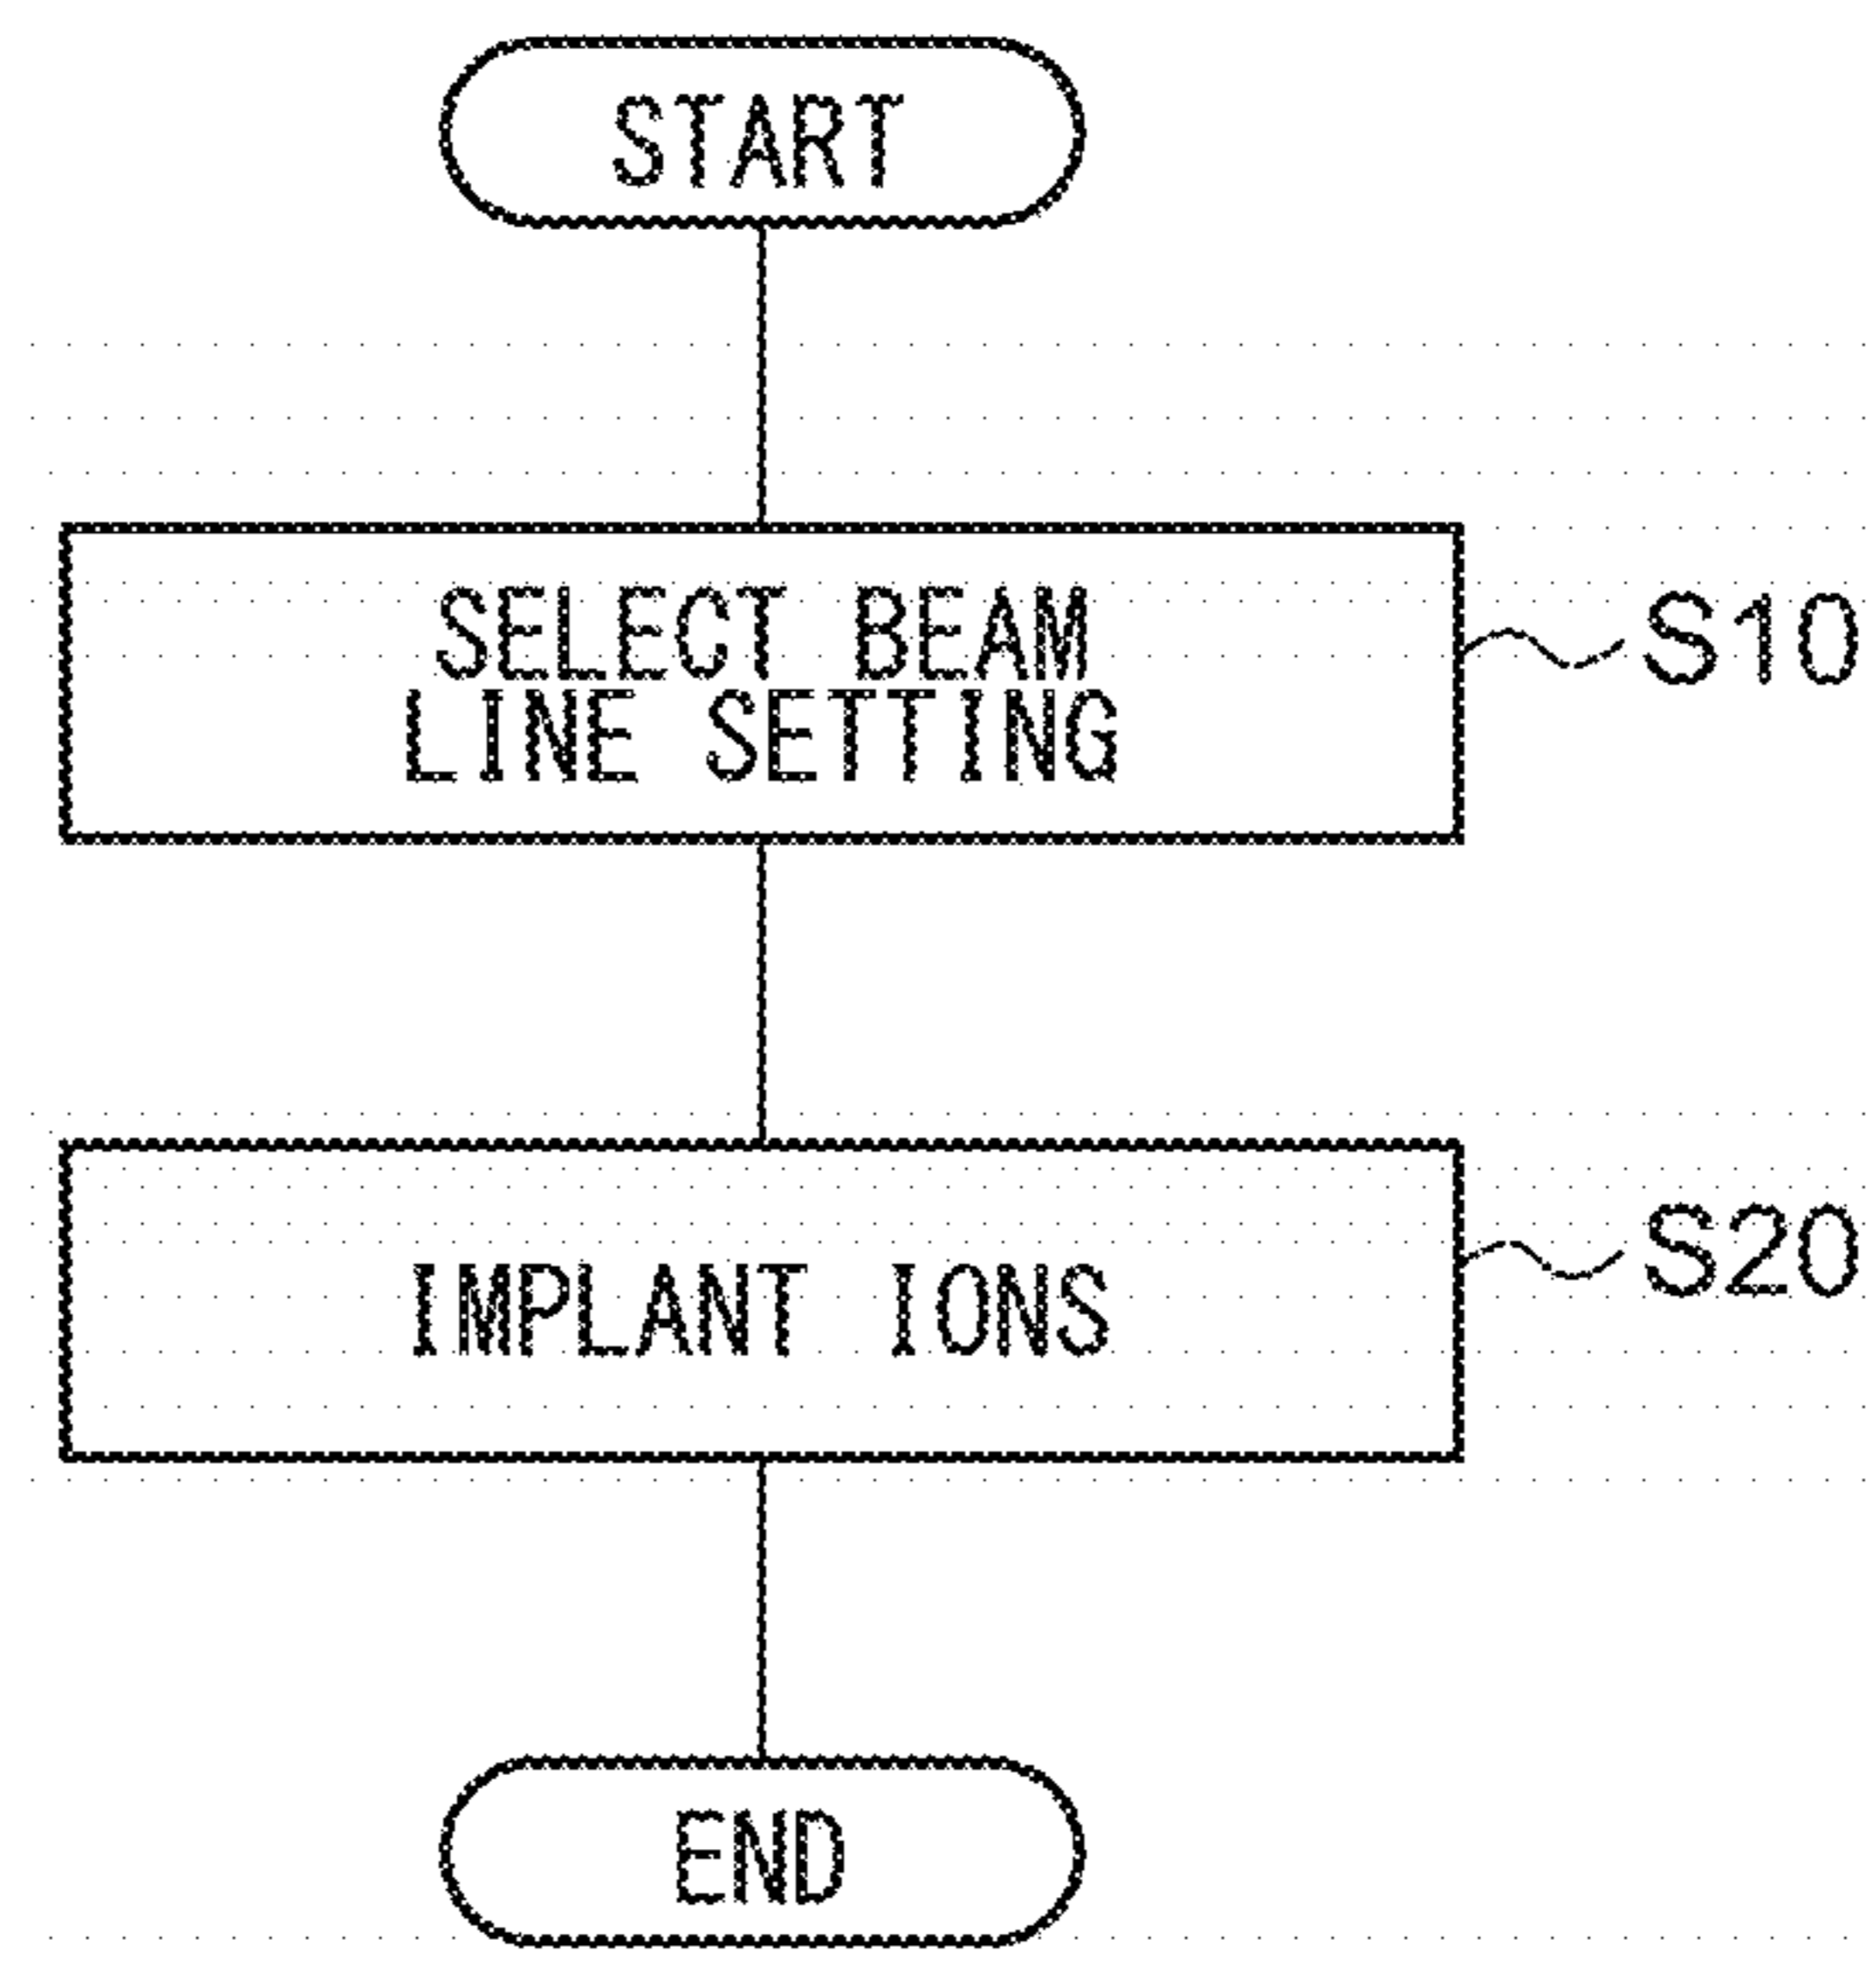 START
SELECT BEAM
LINE SETTING
S10
IMPLANT IONS
S20
END